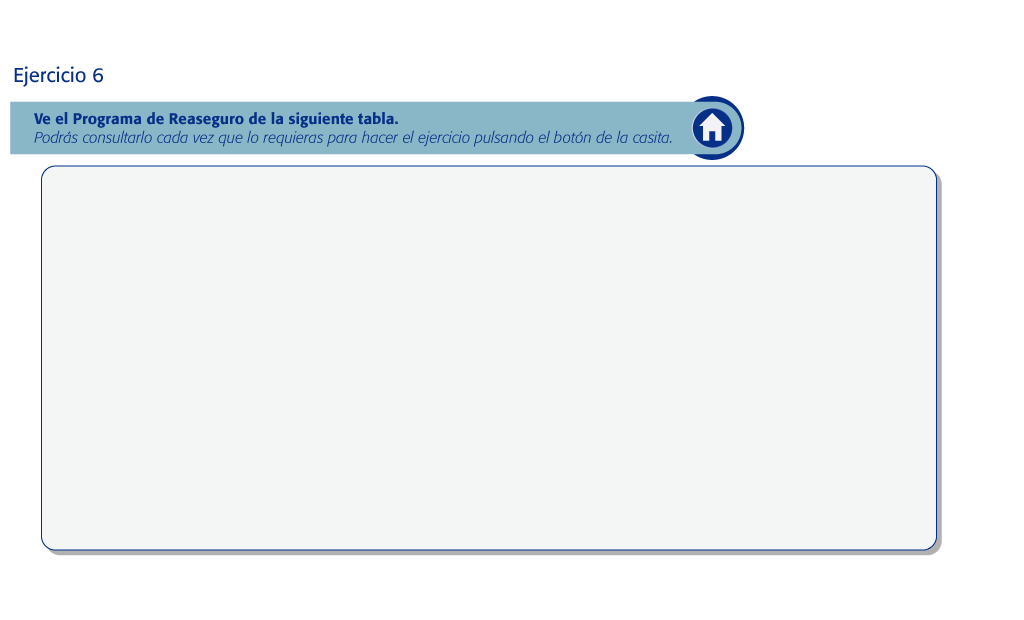 Ejercicio 6
Ve el Programa de Reaseguro de la siguiente tabla.
Podrás consultarlo cada vez que lo requieras para hacer el ejercicio pulsando el botón de la casita.